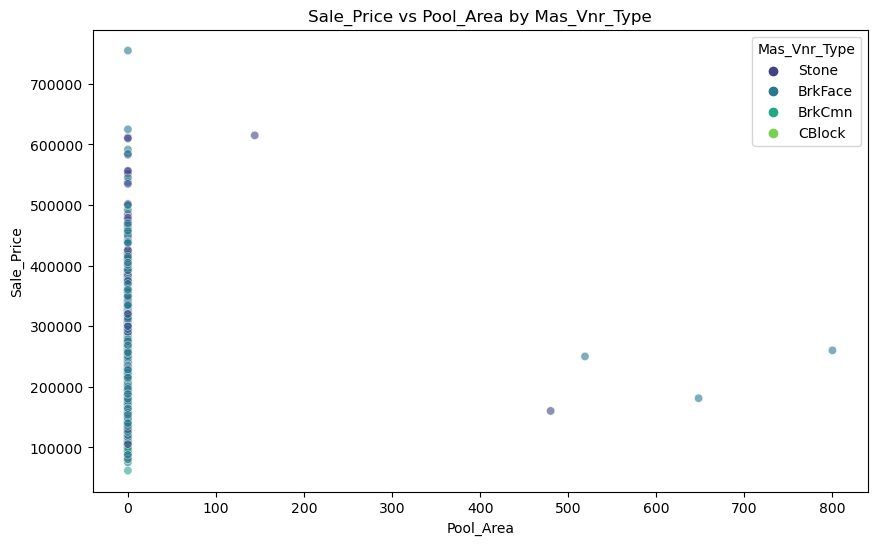 Sale_Price vs Pool_Area by Mas_Vnr_Type
Mas_Vnr_Type
Stone
BrkFace
BrkCmn
CBlock
Sale_Price
700000
600000
500000
400000
300000
200000
100000
0 100 200 300 400 500 600 700 800
Pool_Area